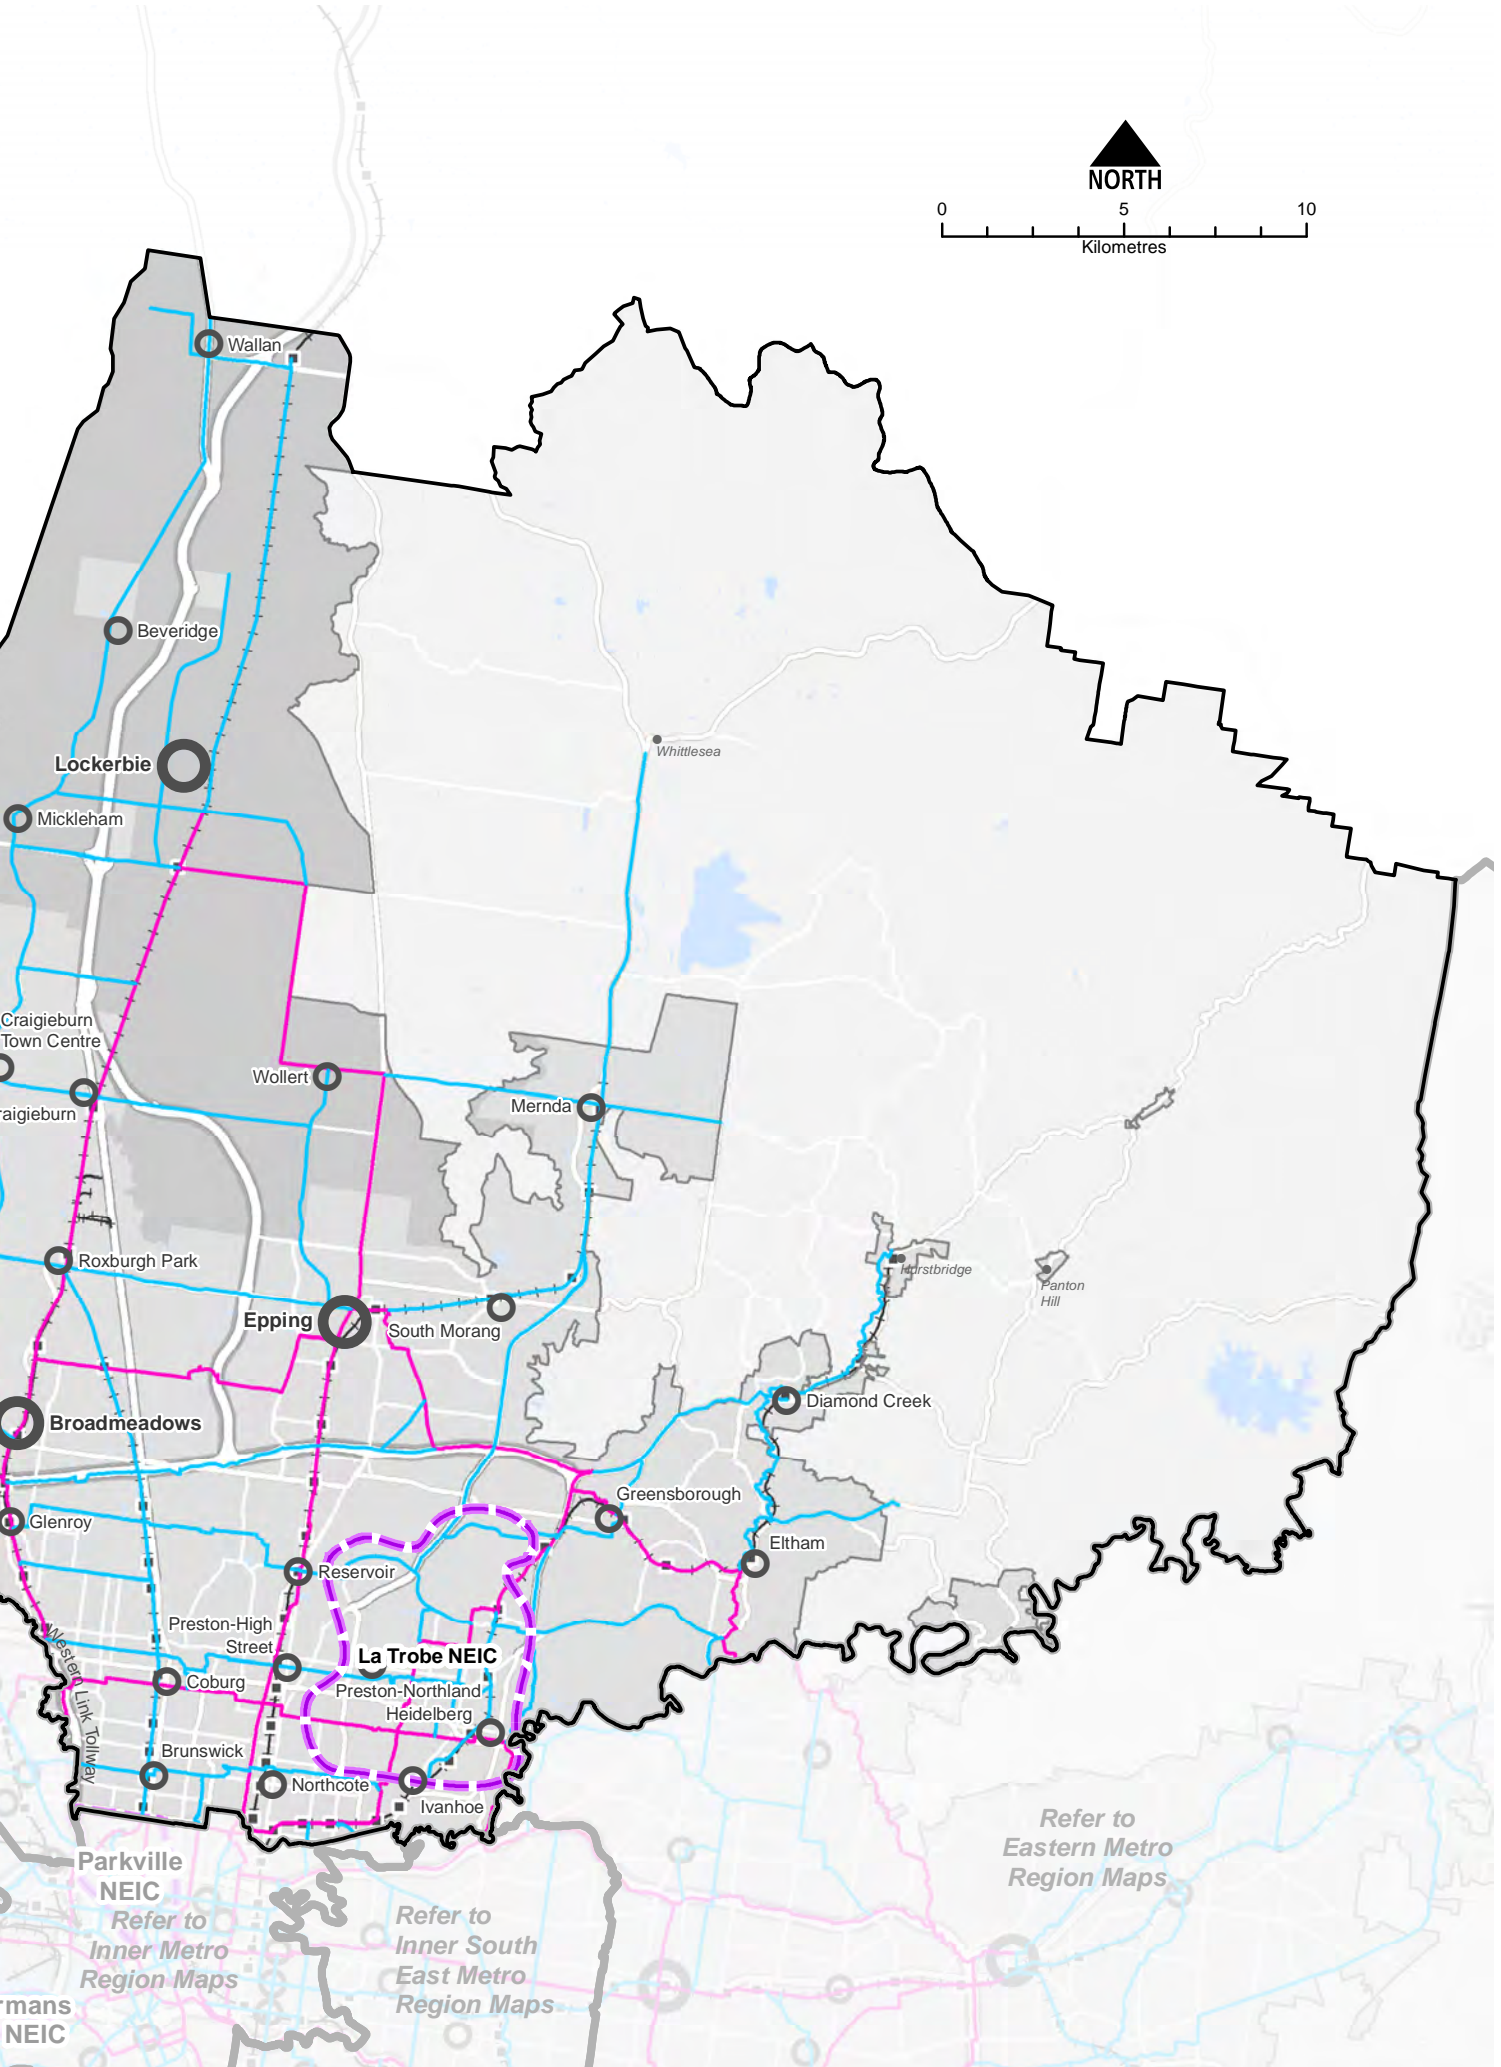 NORTH
0 5 10
Kilometres
Wallan
Beveridge
Lockerbie
Whittlesea
Mickleham
Craigieburn
Town Centre
Wollert
Mernda
raigieburn
Roxburgh Park
Hurstbridge
Panton
Hill
Epping
South Morang
Diamond Creek
Broadmeadows
Greensborough
Glenroy
Eltham
Reservoir
Preston-High
Street
La Trobe NEIC
Coburg
Preston-Northland
Heidelberg
Western Link Tollway
Brunswick
Northcote
Ivanhoe
Refer to
Eastern Metro
Region Maps
Parkville
NEIC
Refer to
Inner Metro
Region Maps
Refer to
Inner South
East Metro
Region Maps
rmans
NEIC